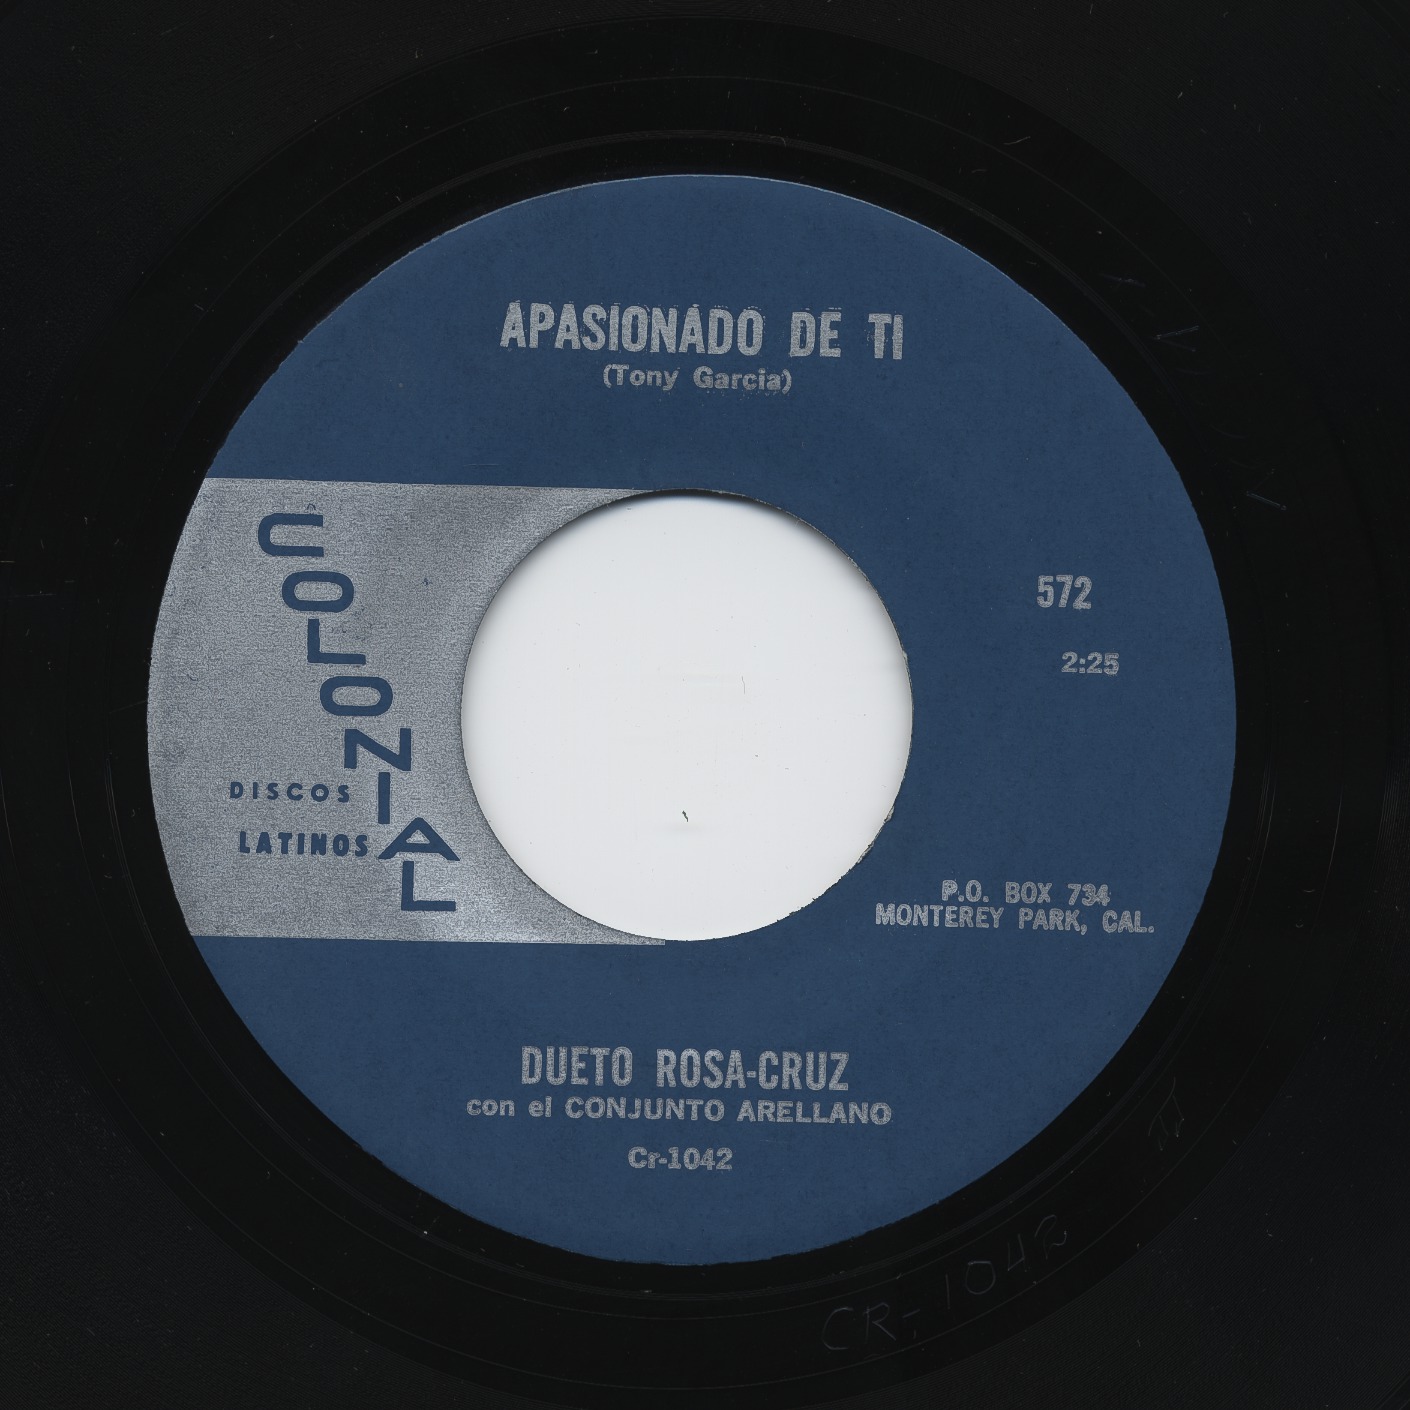 APASIONADO DE TI
(Tony Garcia)
COLONIAL
DISCOS
LATINOS
572
2:25
P.O. BOX 734
MONTEREY PARK, CAL.
DUETO ROSA-CRUZ
con el CONJUNTO ARELLANO
Cr-1042
CR-1042